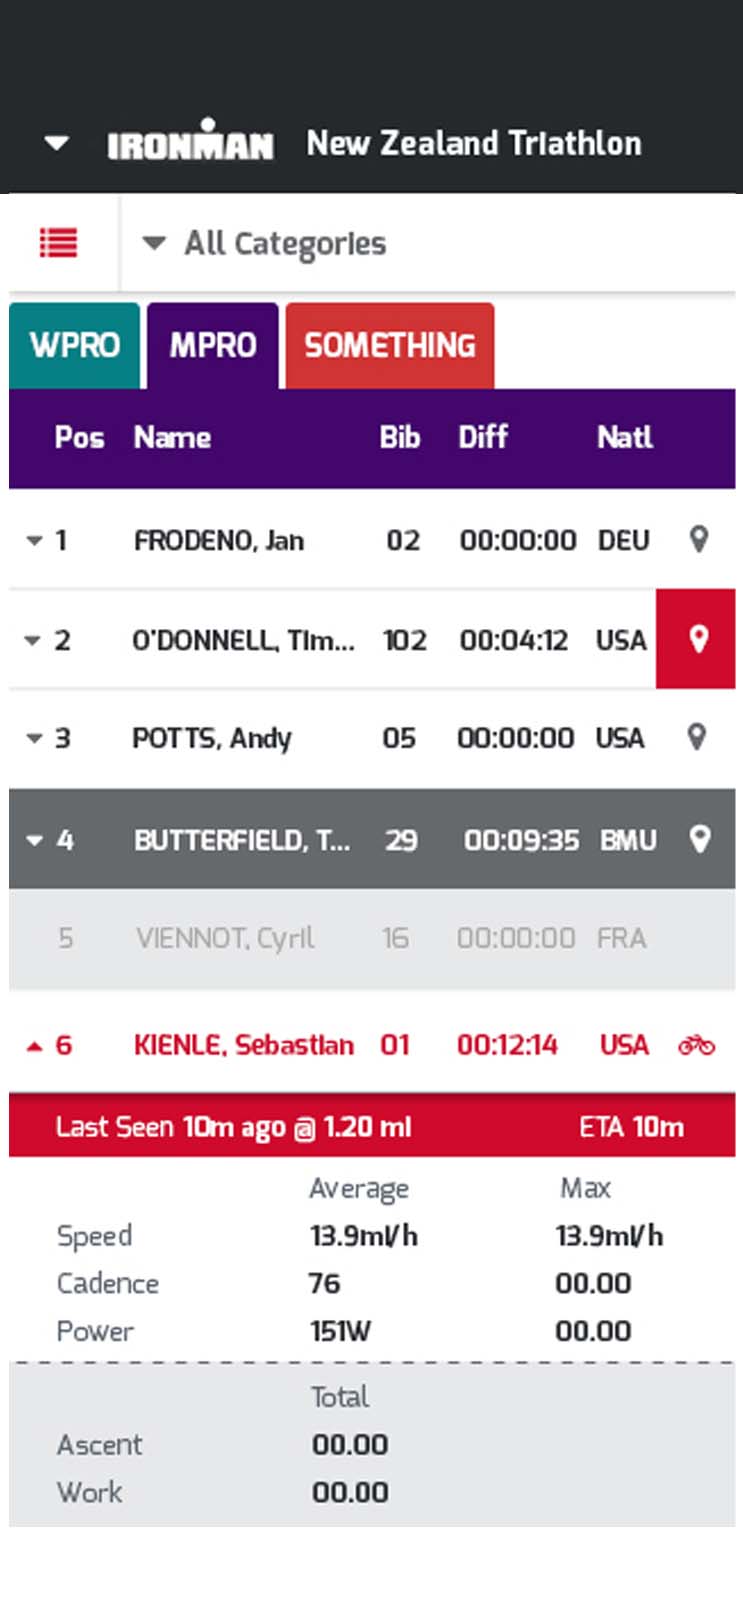 IRONMAN New Zealand Triathlon
All Categories
WPRO MPRO SOMETHING
Pos Name Bib Diff Natl
1 FRODENO, Jan 02 00:00:00 DEU
2 O'DONNELL, Tim... 102 00:04:12 USA
3 POTTS, Andy 05 00:00:00 USA
4 BUTTERFIELD, T... 29 00:09:35 BMU
5 VIENNOT, Cyril 16 00:00:00 FRA
6 KIENLE, Sebastian 01 00:12:14 USA
Last Seen 10m ago @ 1.20 mi ETA 10m
Average Max
Speed 13.9mi/h 13.9mi/h
Cadence 76 00.00
Power 151W 00.00
Total
Ascent 00.00
Work 00.00